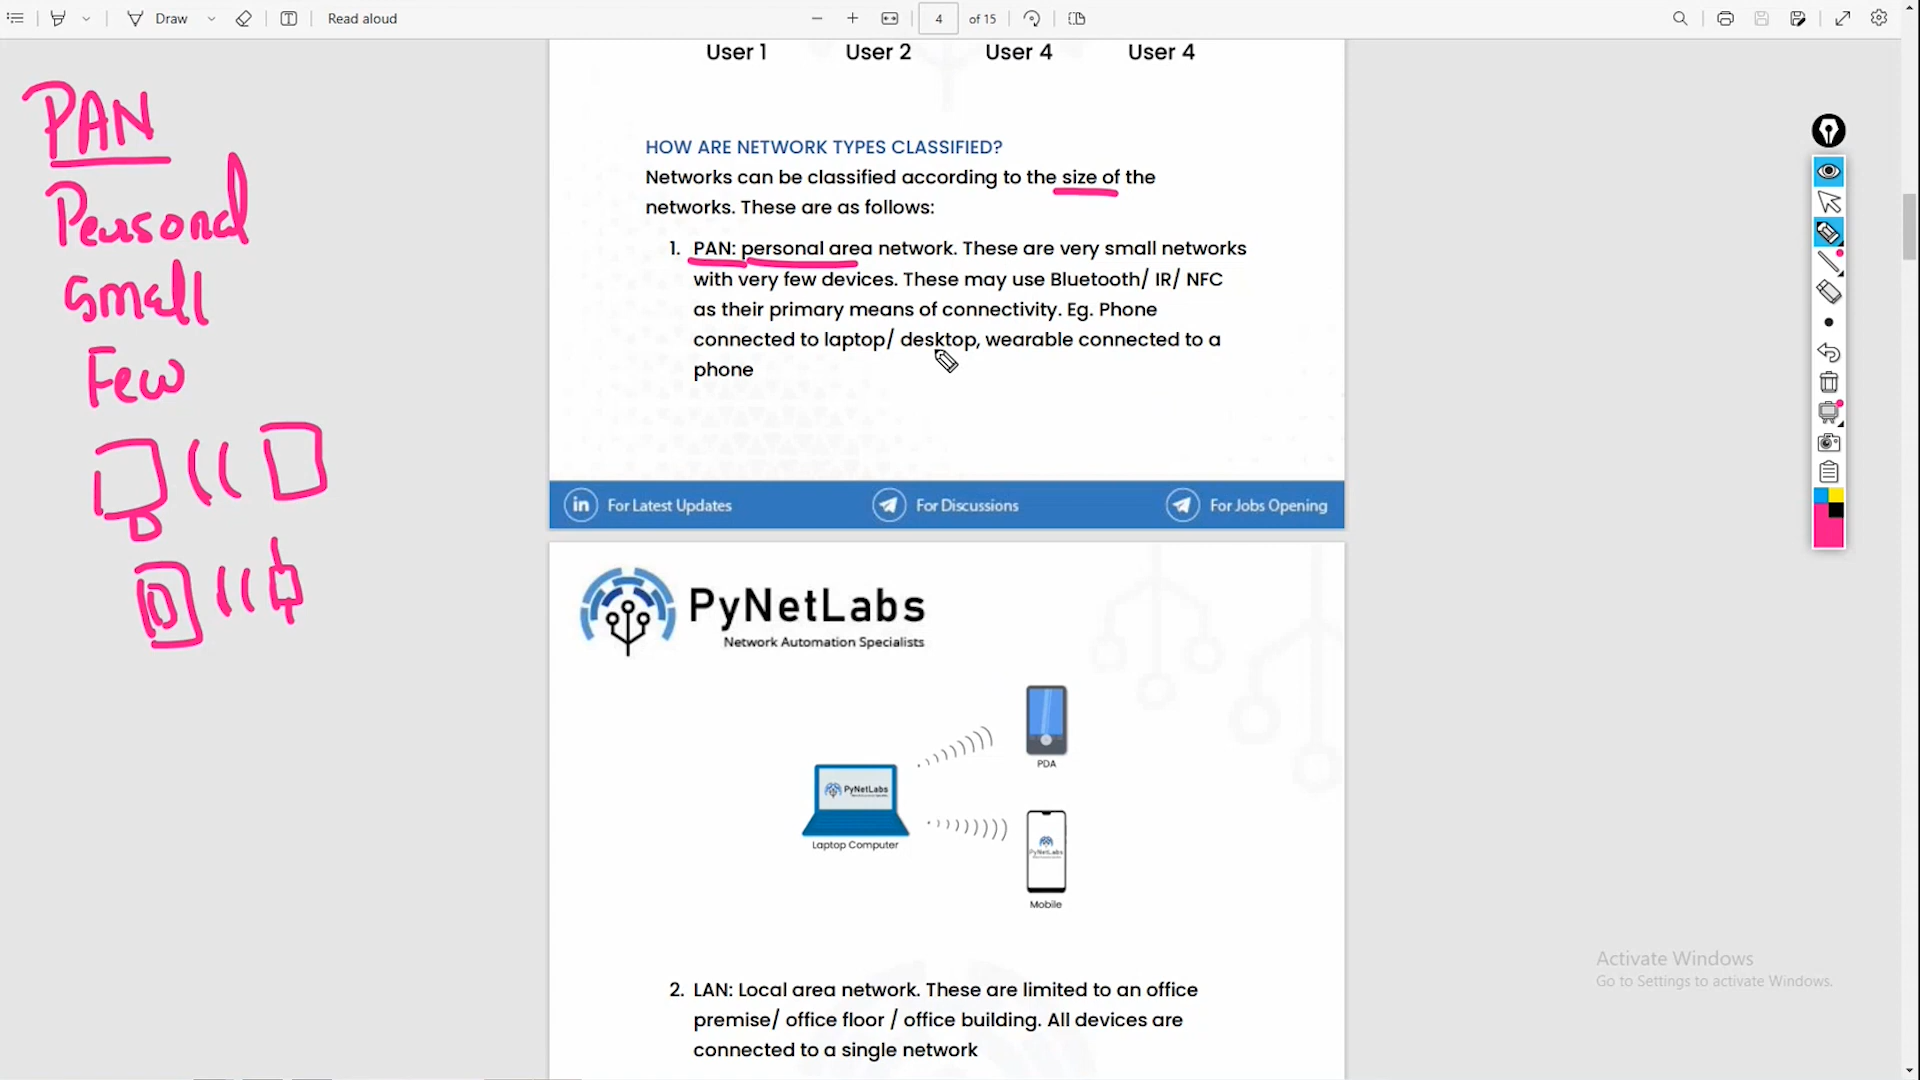 Draw
Read aloud
4
of 15
PAN
Personal
Small
Few
User 1 User 2 User 4 User 4
HOW ARE NETWORK TYPES CLASSIFIED?
Networks can be classified according to the size of the
networks. These are as follows:
1. PAN: personal area network. These are very small networks
with very few devices. These may use Bluetooth/ IR/ NFC
as their primary means of connectivity. Eg. Phone
connected to laptop/ desktop, wearable connected to a
phone
in For Latest Updates
For Discussions
For Jobs Opening
PyNetLabs
Network Automation Specialists
PDA
PyNetLabs
Laptop Computer
PyNetLabs
Mobile
2. LAN: Local area network. These are limited to an office
premise/ office floor / office building. All devices are
connected to a single network
Activate Windows
Go to Settings to activate Windows.